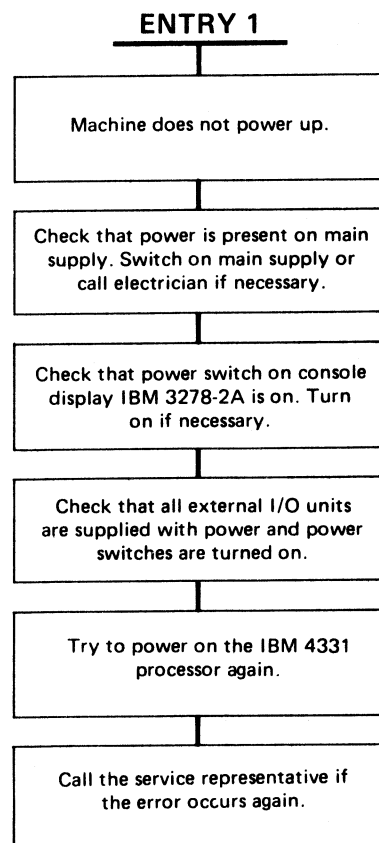 ENTRY 1
Machine does not power up.
Check that power is present on main
supply. Switch on main supply or
call electrician if necessary.
Check that power switch on console
display IBM 3278-2A is on. Turn
on if necessary.
Check that all external I/O units
are supplied with power and power
switches are turned on.
Try to power on the IBM 4331
processor again.
Call the service representative if
the error occurs again.